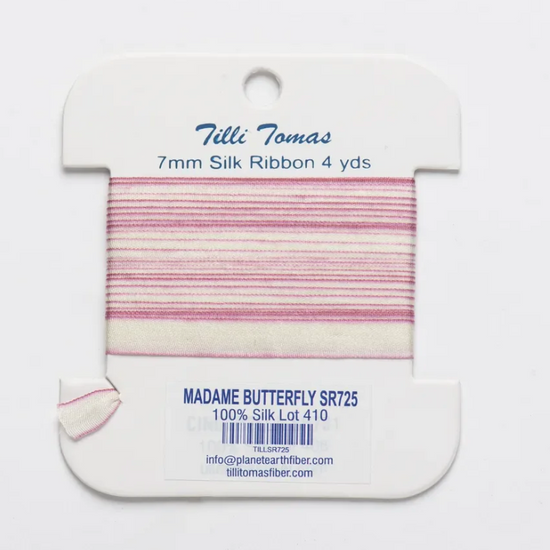 Tilli Tomas
7mm Silk Ribbon 4 yds
MADAME BUTTERFLY SR725
100% Silk Lot 410
TILLSR725
info@planetearthfiber.com
tillitomasfiber.com